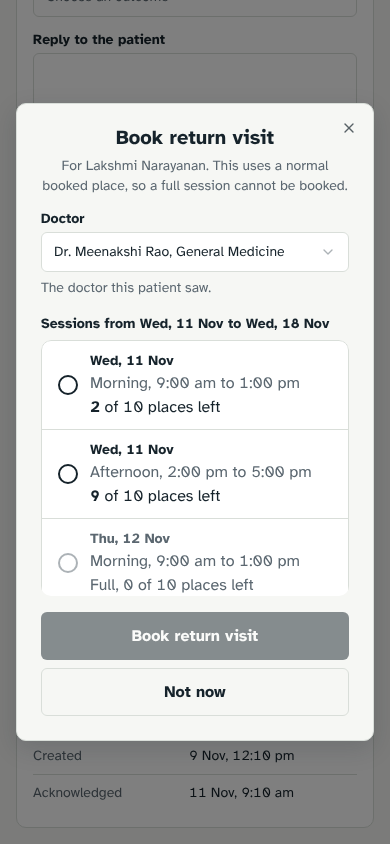 Reply to the patient
Book return visit
For Lakshmi Narayanan. This uses a normal
booked place, so a full session cannot be booked.
Doctor
Dr. Meenakshi Rao, General Medicine
The doctor this patient saw.
Sessions from Wed, 11 Nov to Wed, 18 Nov
Wed, 11 Nov
Morning, 9:00 am to 1:00 pm
2 of 10 places left
Wed, 11 Nov
Afternoon, 2:00 pm to 5:00 pm
9 of 10 places left
Thu, 12 Nov
Morning, 9:00 am to 1:00 pm
Full, 0 of 10 places left
Book return visit
Not now
Created 9 Nov, 12:10 pm
Acknowledged 11 Nov, 9:10 am